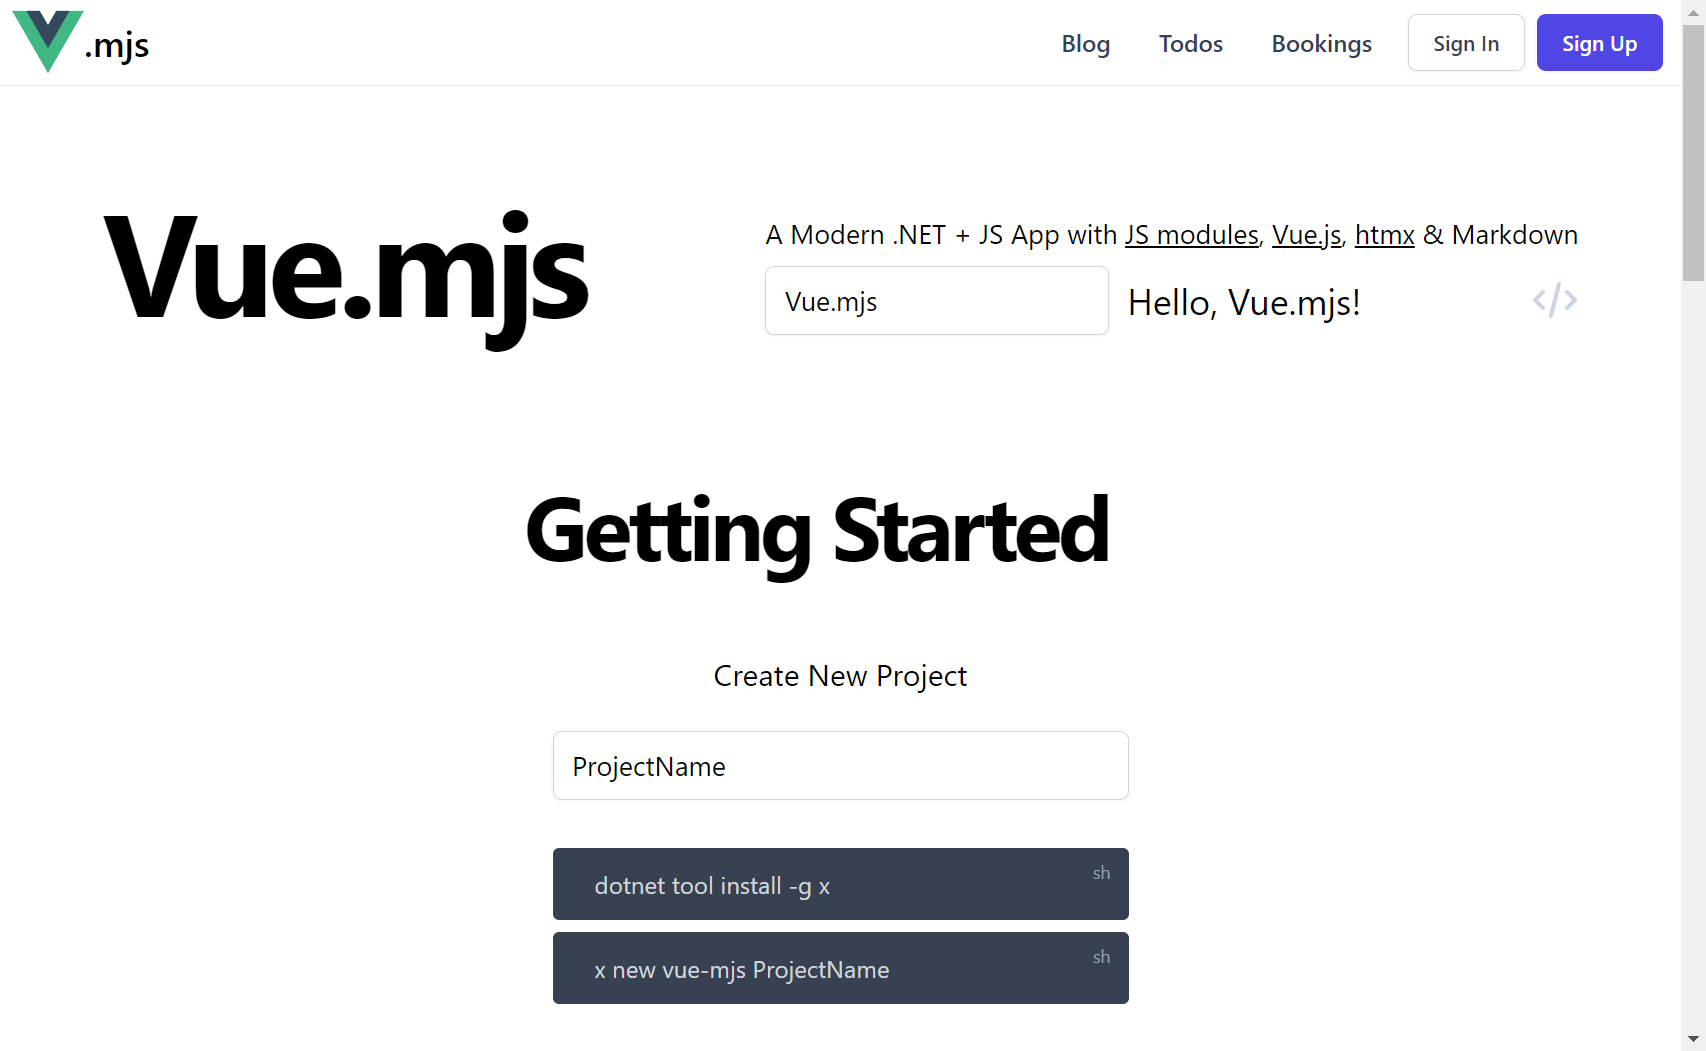 .mjs
Blog Todos Bookings Sign In Sign Up
Vue.mjs
A Modern .NET + JS App with JS modules, Vue.js, htmx & Markdown
Vue.mjs Hello, Vue.mjs! </>
Getting Started
Create New Project
ProjectName
dotnet tool install -g x sh
x new vue-mjs ProjectName sh